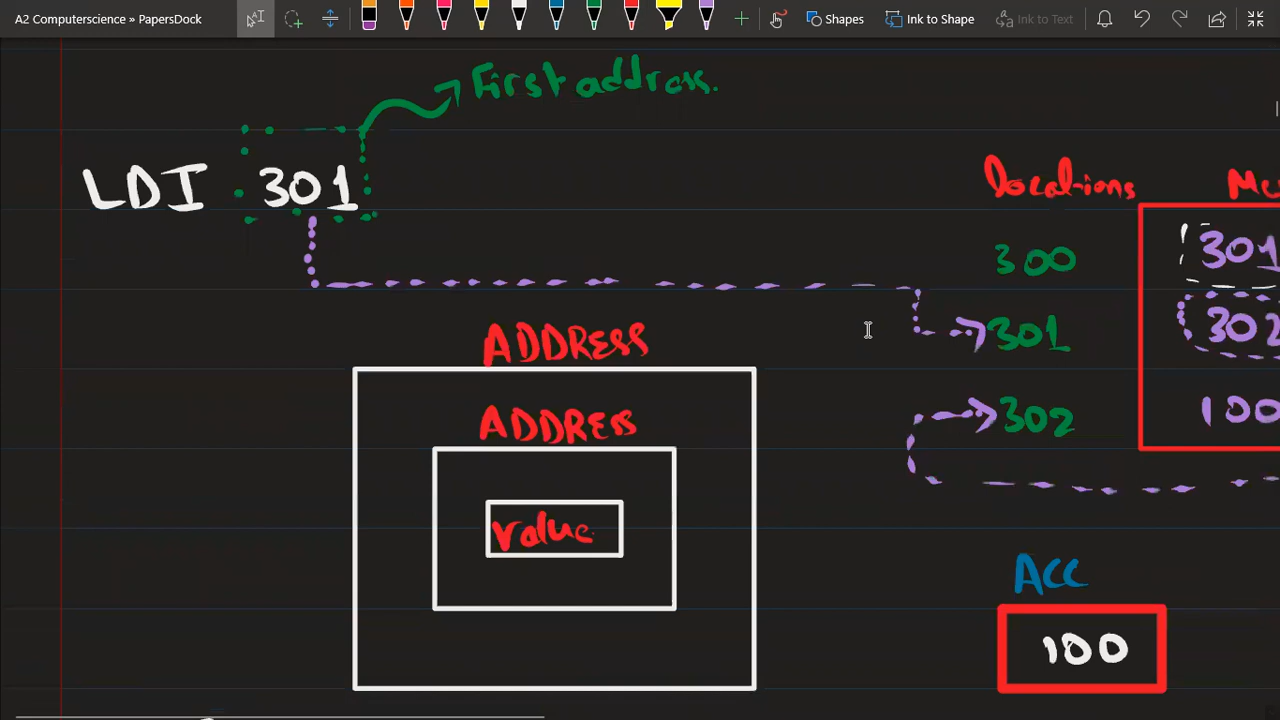 A2 Computerscience » PapersDock
Shapes
Ink to Shape
Ink to Text
First address.
LDI 301
locations
300 301
301 302
302 100
ADDRESS
ADDRESS
value
ACC
100